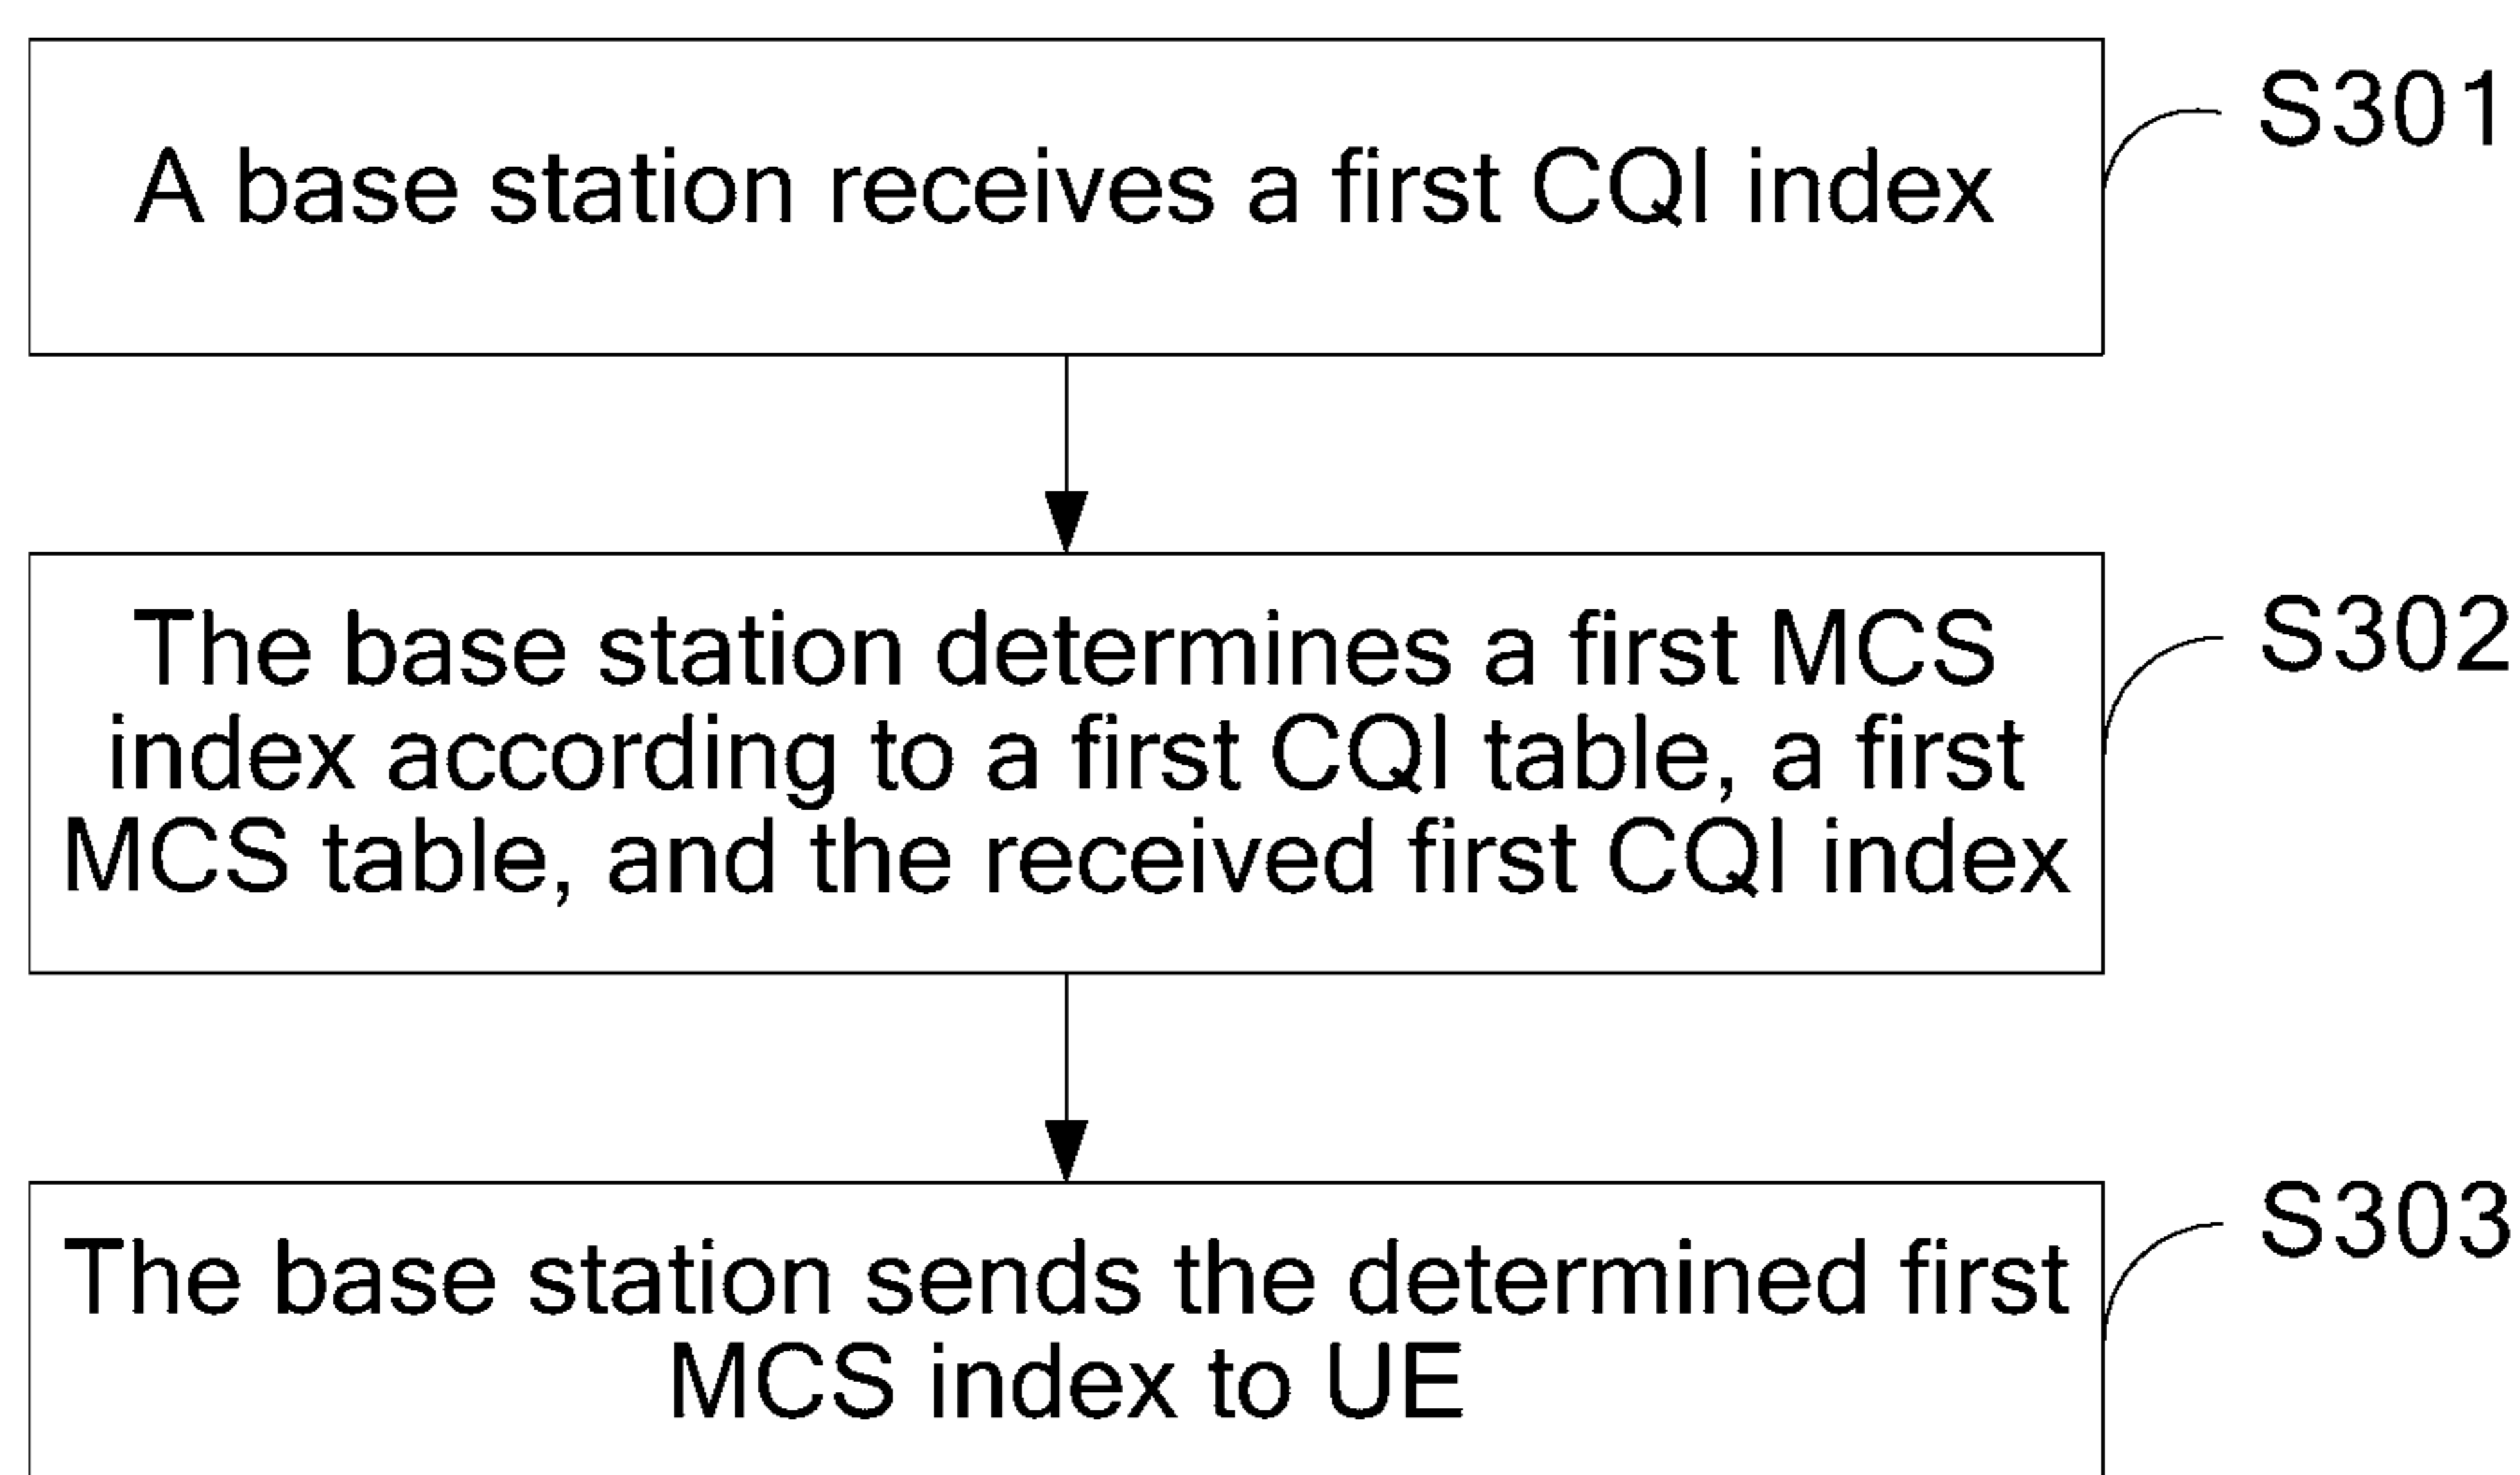 A base station receives a first CQI index
S301
The base station determines a first MCS
index according to a first CQI table, a first
MCS table, and the received first CQI index
S302
The base station sends the determined first
MCS index to UE
S303